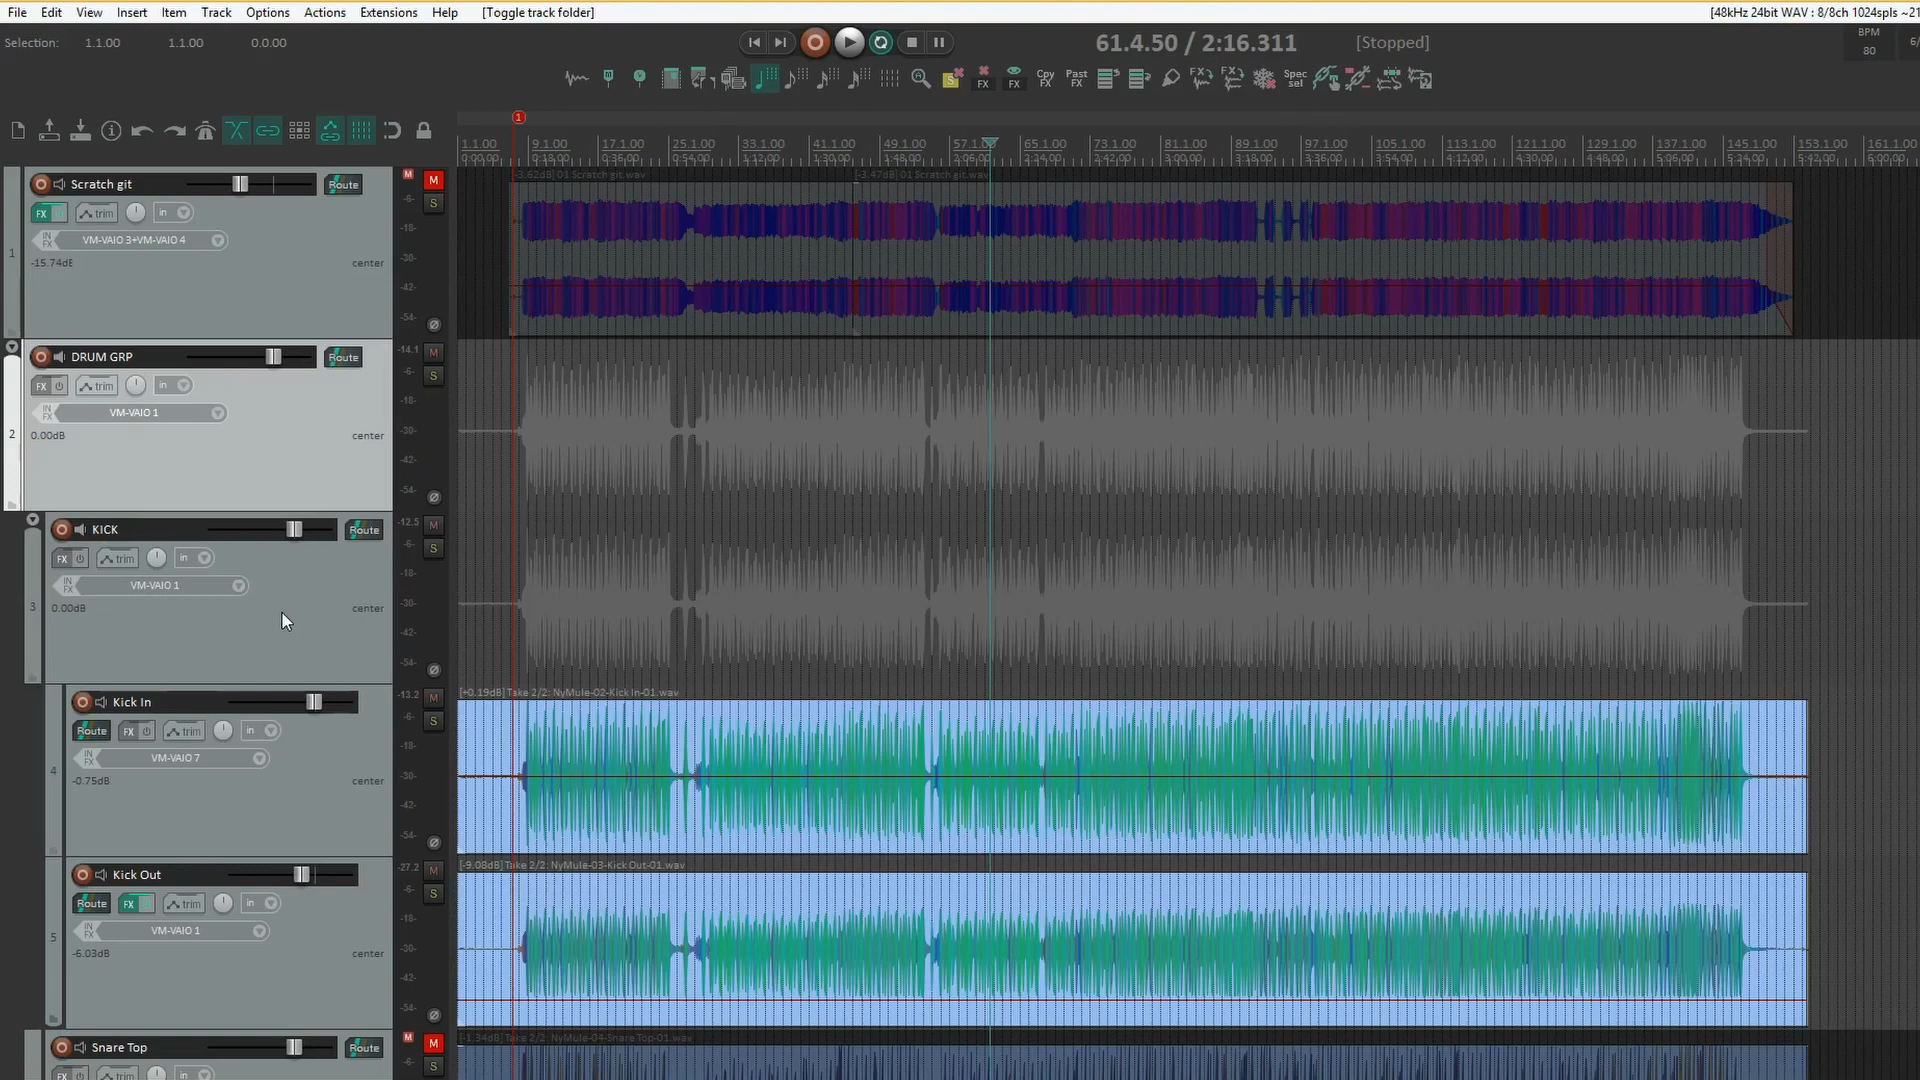 File Edit View Insert Item Track Options Actions Extensions Help [Toggle track folder]
[48kHz 24bit WAV : 8/8ch 1024spls ~21
Selection: 1.1.00 1.1.00 0.0.00
61.4.50 / 2:16.311 [Stopped]
BPM
80
6/
FX FX Cpy FX Past FX FX FX Spec sel
1
1.1.00 9.1.00 17.1.00 25.1.00 33.1.00 41.1.00 49.1.00 57.1.00 65.1.00 73.1.00 81.1.00 89.1.00 97.1.00 105.1.00 113.1.00 121.1.00 129.1.00 137.1.00 145.1.00 153.1.00 161.1.00
0:00.00 0:18.00 0:36.00 0:54.00 1:12.00 1:30.00 1:48.00 2:06.00 2:24.00 2:42.00 3:00.00 3:18.00 3:36.00 3:54.00 4:12.00 4:30.00 4:48.00 5:06.00 5:24.00 5:42.00 6:00.00
Scratch git Route M M
-3.62dB] 01 Scratch git.wav [-3.47dB] 01 Scratch git.wav
FX trim in -6- S
IN FX VM-VAIO 3+VM-VAIO 4 -18-
1
-15.74dB center -30-
-42-
-54- Ø
DRUM GRP Route -14.1 M
FX trim in -6- S
IN FX VM-VAIO 1 -18-
2
0.00dB center -30-
-42-
-54- Ø
KICK Route -12.5 M
FX trim in -6- S
IN FX VM-VAIO 1 -18-
3
0.00dB center -30-
-42-
-54- Ø
[+0.19dB] Take 2/2: NyMule-02-Kick In-01.wav
Kick In -13.2 M
Route FX trim in -6- S
IN FX VM-VAIO 7 -18-
4
-0.75dB center -30-
-42-
-54- Ø
[-9.08dB] Take 2/2: NyMule-03-Kick Out-01.wav
Kick Out -27.2 M
Route FX trim in -6- S
IN FX VM-VAIO 1 -18-
5
-6.03dB center -30-
-42-
-54- Ø
[-1.34dB] Take 2/2: NyMule-04-Snare Top-01.wav
Snare Top Route M M
FX trim in -6- S